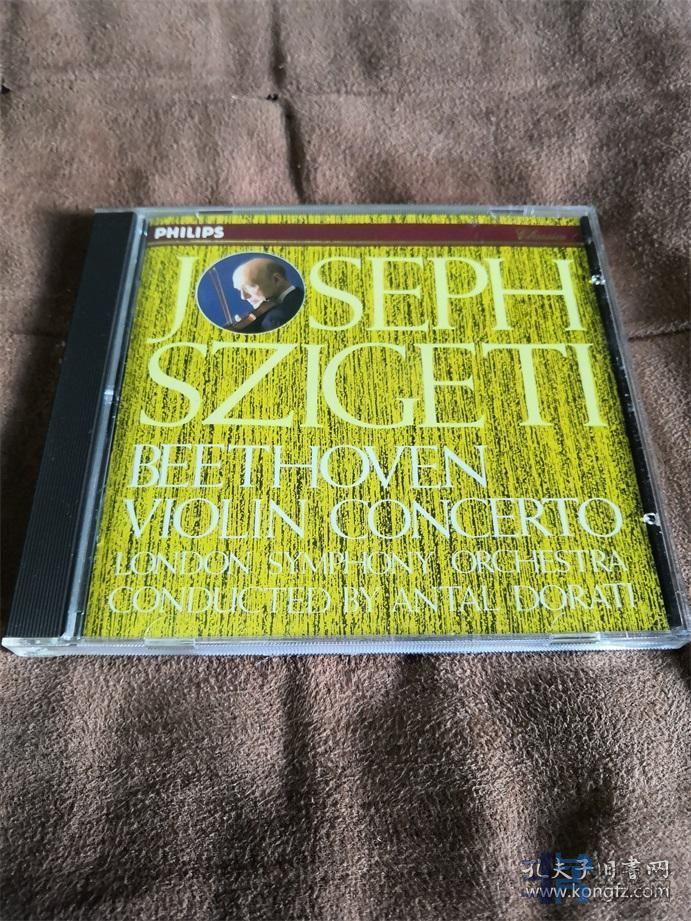 PHILIPS
JOSEPH
SZIGETI
BEETHOVEN
VIOLIN CONCERTO
LONDON SYMPHONY ORCHESTRA
CONDUCTED BY ANTAL DORATI
孔夫子旧書网
www.kongfz.com